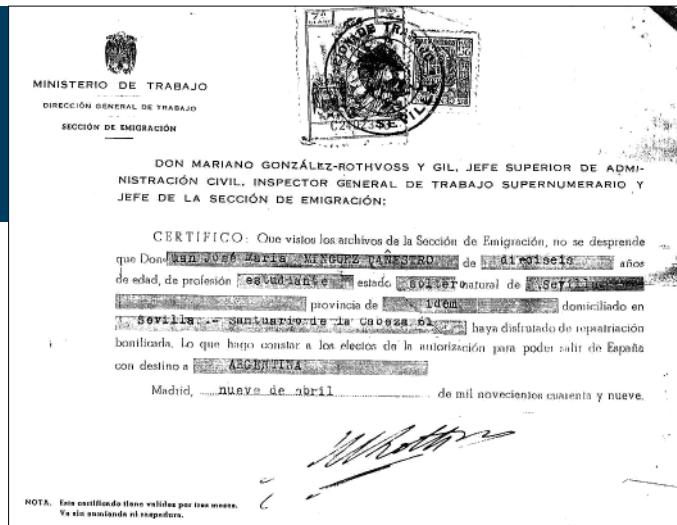 7ª
MINISTERIO DE TRABAJO
DIRECCIÓN GENERAL DE TRABAJO
SECCIÓN DE EMIGRACIÓN
DON MARIANO GONZÁLEZ-ROTHVOSS Y GIL, JEFE SUPERIOR DE ADMI-
NISTRACIÓN CIVIL, INSPECTOR GENERAL DE TRABAJO SUPERNUMERARIO Y
JEFE DE LA SECCIÓN DE EMIGRACIÓN:
CERTIFICO: Que vistos los archivos de la Sección de Emigración, no se desprende
que Don Juan José Maria MINGUEZ de dieciseis años
de edad, de profesión estudiante estado soltero natural de Sevilla
provincia de idem domiciliado en
Sevilla.- Santuario de la Cabeza 61 haya disfrutado de repatriación
bonificada. Lo que hago constar a los efectos de la autorización para poder salir de España
con destino a ARGENTINA
Madrid, nueve de abril de mil novecientos cuarenta y nueve.
NOTA. Este certificado tiene validez por tres meses.
Va sin enmienda ni raspadura.